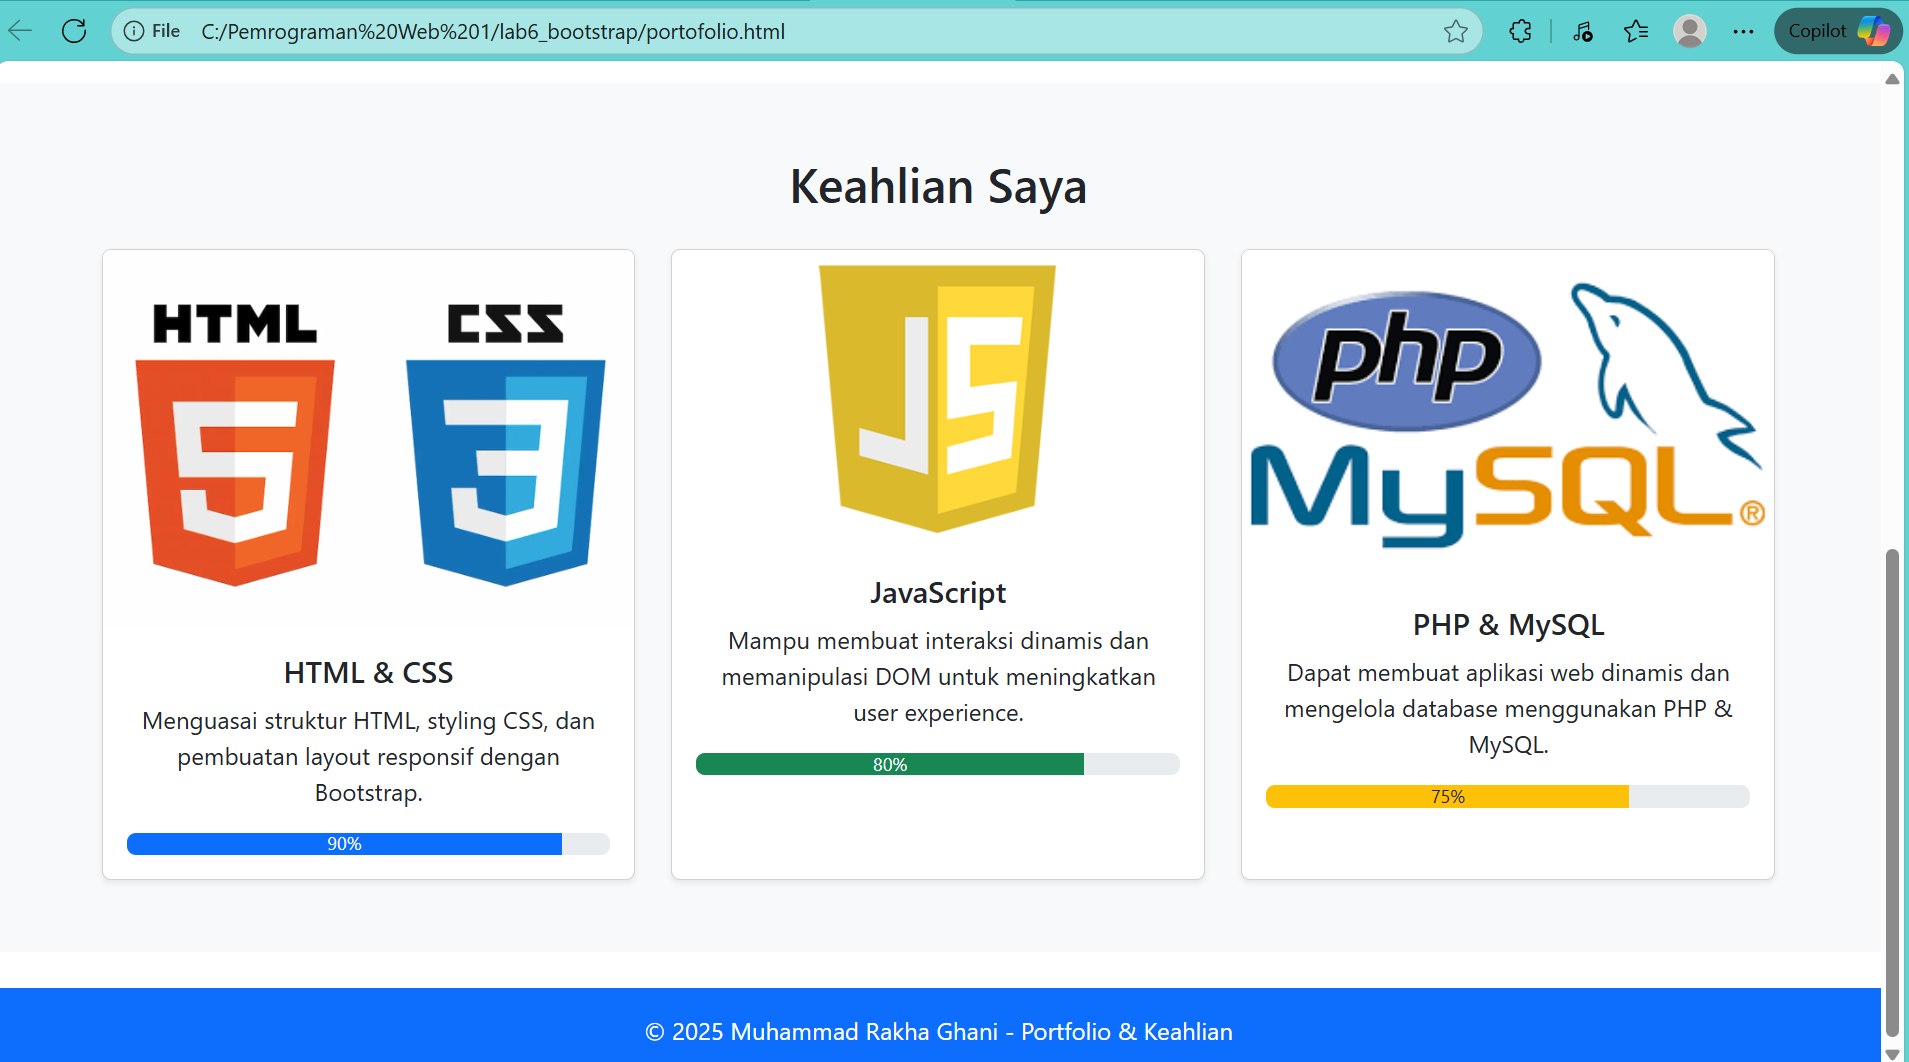 File C:/Pemrograman%20Web%201/lab6_bootstrap/portofolio.html
Copilot
Keahlian Saya
HTML CSS
5 3
HTML & CSS
Menguasai struktur HTML, styling CSS, dan
pembuatan layout responsif dengan
Bootstrap.
90%
JS
JavaScript
Mampu membuat interaksi dinamis dan
memanipulasi DOM untuk meningkatkan
user experience.
80%
php
MySQL®
PHP & MySQL
Dapat membuat aplikasi web dinamis dan
mengelola database menggunakan PHP &
MySQL.
75%
© 2025 Muhammad Rakha Ghani - Portfolio & Keahlian